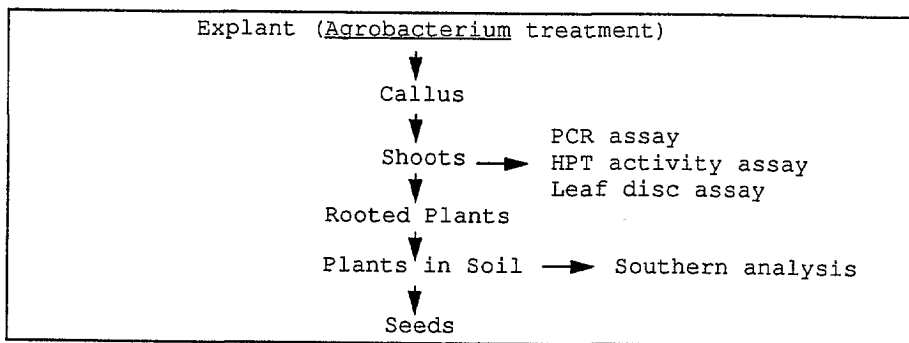 Explant (Agrobacterium treatment)
Callus
PCR assay
Shoots
HPT activity assay
Leaf disc assay
Rooted Plants
Plants in Soil
Southern analysis
Seeds